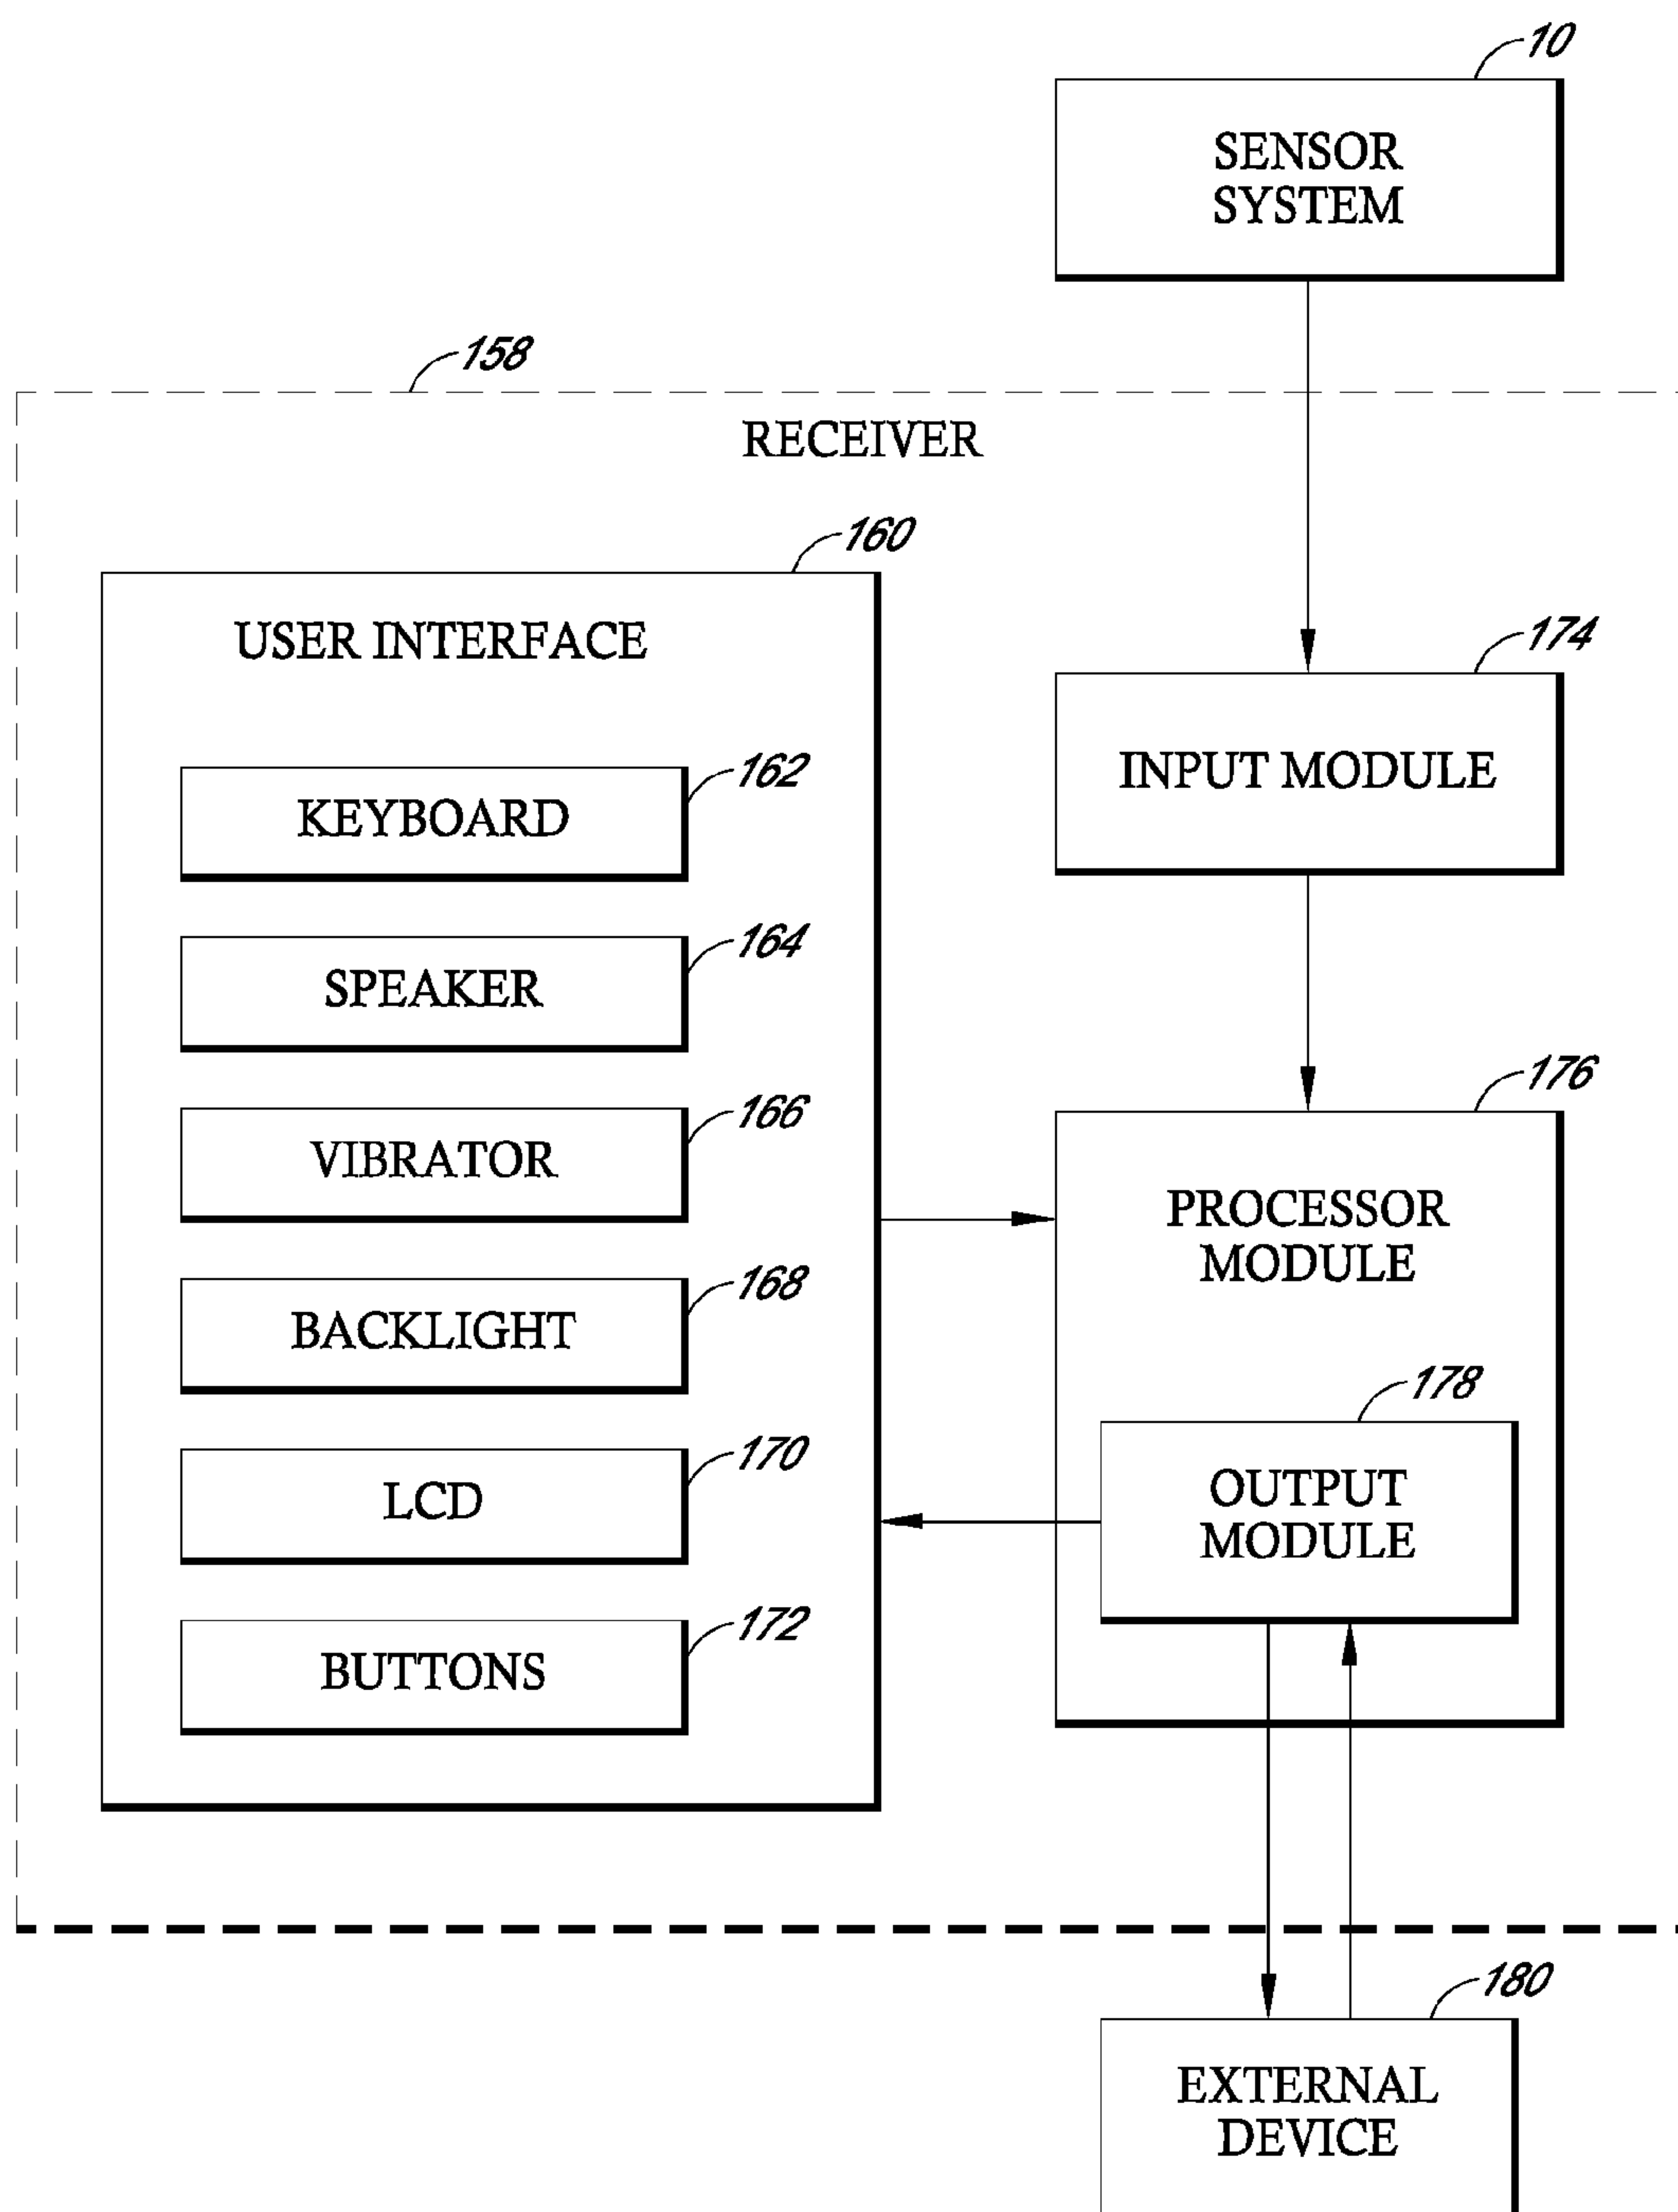 10
SENSOR
SYSTEM
158
RECEIVER
160
USER INTERFACE
174
INPUT MODULE
162
KEYBOARD
164
SPEAKER
166
VIBRATOR
168
BACKLIGHT
170
LCD
172
BUTTONS
176
PROCESSOR
MODULE
178
OUTPUT
MODULE
180
EXTERNAL
DEVICE